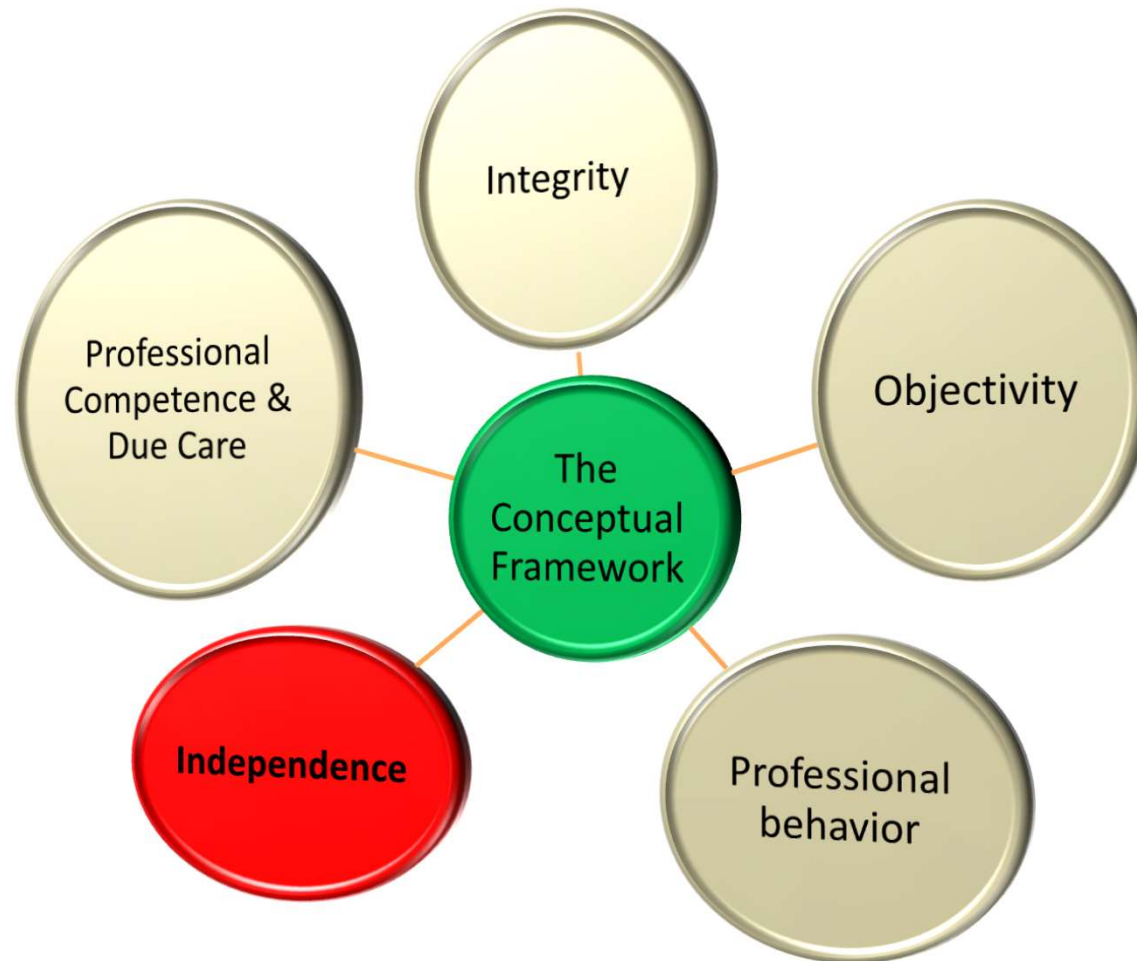 Integrity
Objectivity
Professional
Competence &
Due Care
The
Conceptual
Framework
Independence
Professional
behavior